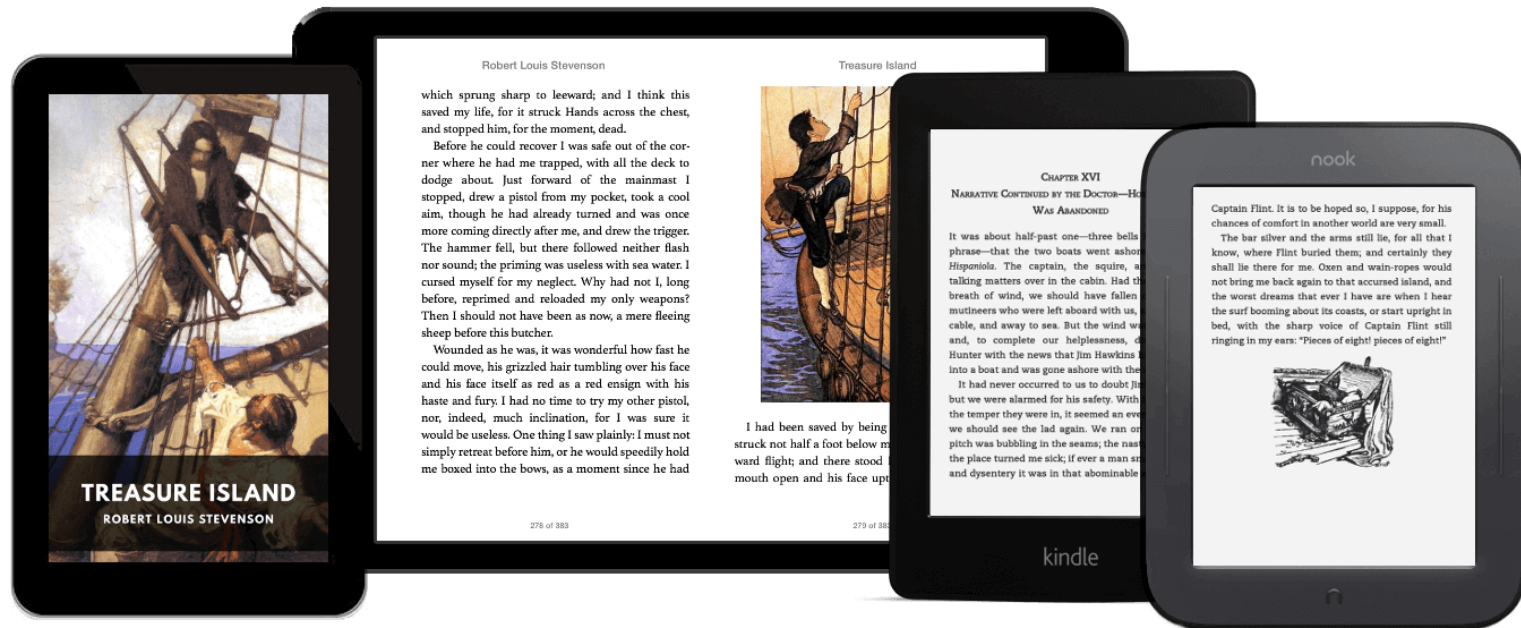 TREASURE ISLAND
ROBERT LOUIS STEVENSON
Robert Louis Stevenson
which sprung sharp to leeward; and I think this
saved my life, for it struck Hands across the chest,
and stopped him, for the moment, dead.
Before he could recover I was safe out of the cor-
ner where he had me trapped, with all the deck to
dodge about. Just forward of the mainmast I
stopped, drew a pistol from my pocket, took a cool
aim, though he had already turned and was once
more coming directly after me, and drew the trigger.
The hammer fell, but there followed neither flash
nor sound; the priming was useless with sea water. I
cursed myself for my neglect. Why had not I, long
before, reprimed and reloaded my only weapons?
Then I should not have been as now, a mere fleeing
sheep before this butcher.
Wounded as he was, it was wonderful how fast he
could move, his grizzled hair tumbling over his face
and his face itself as red as a red ensign with his
haste and fury. I had no time to try my other pistol,
nor, indeed, much inclination, for I was sure it
would be useless. One thing I saw plainly: I must not
simply retreat before him, or he would speedily hold
me boxed into the bows, as a moment since he had
278 of 383
Treasure Island
I had been saved by being
struck not half a foot below
ward flight; and there stood
mouth open and his face
279 of 383
CHAPTER XVI
NARRATIVE CONTINUED BY THE DOCTOR—
WAS ABANDONED
It was about half-past one—three bells
phrase—that the two boats went ashor
Hispaniola. The captain, the squire,
talking matters over in the cabin. Had
breath of wind, we should have fallen
mutineers who were left aboard with us,
cable, and away to sea. But the wind
and, to complete our helplessness,
Hunter with the news that Jim Hawkins
into a boat and was gone ashore with the
It had never occurred to us to doubt
but we were alarmed for his safety. With
the temper they were in, it seemed an
we should see the lad again. We ran
pitch was bubbling in the seams; the
the place turned me sick; if ever a man
and dysentery it was in that abominable
kindle
nook
Captain Flint. It is to be hoped so, I suppose, for his
chances of comfort in another world are very small.
The bar silver and the arms still lie, for all that I
know, where Flint buried them; and certainly they
shall lie there for me. Oxen and wain-ropes would
not bring me back again to that accursed island, and
the worst dreams that ever I have are when I hear
the surf booming about its coasts, or start upright in
bed, with the sharp voice of Captain Flint still
ringing in my ears: “Pieces of eight! pieces of eight!”